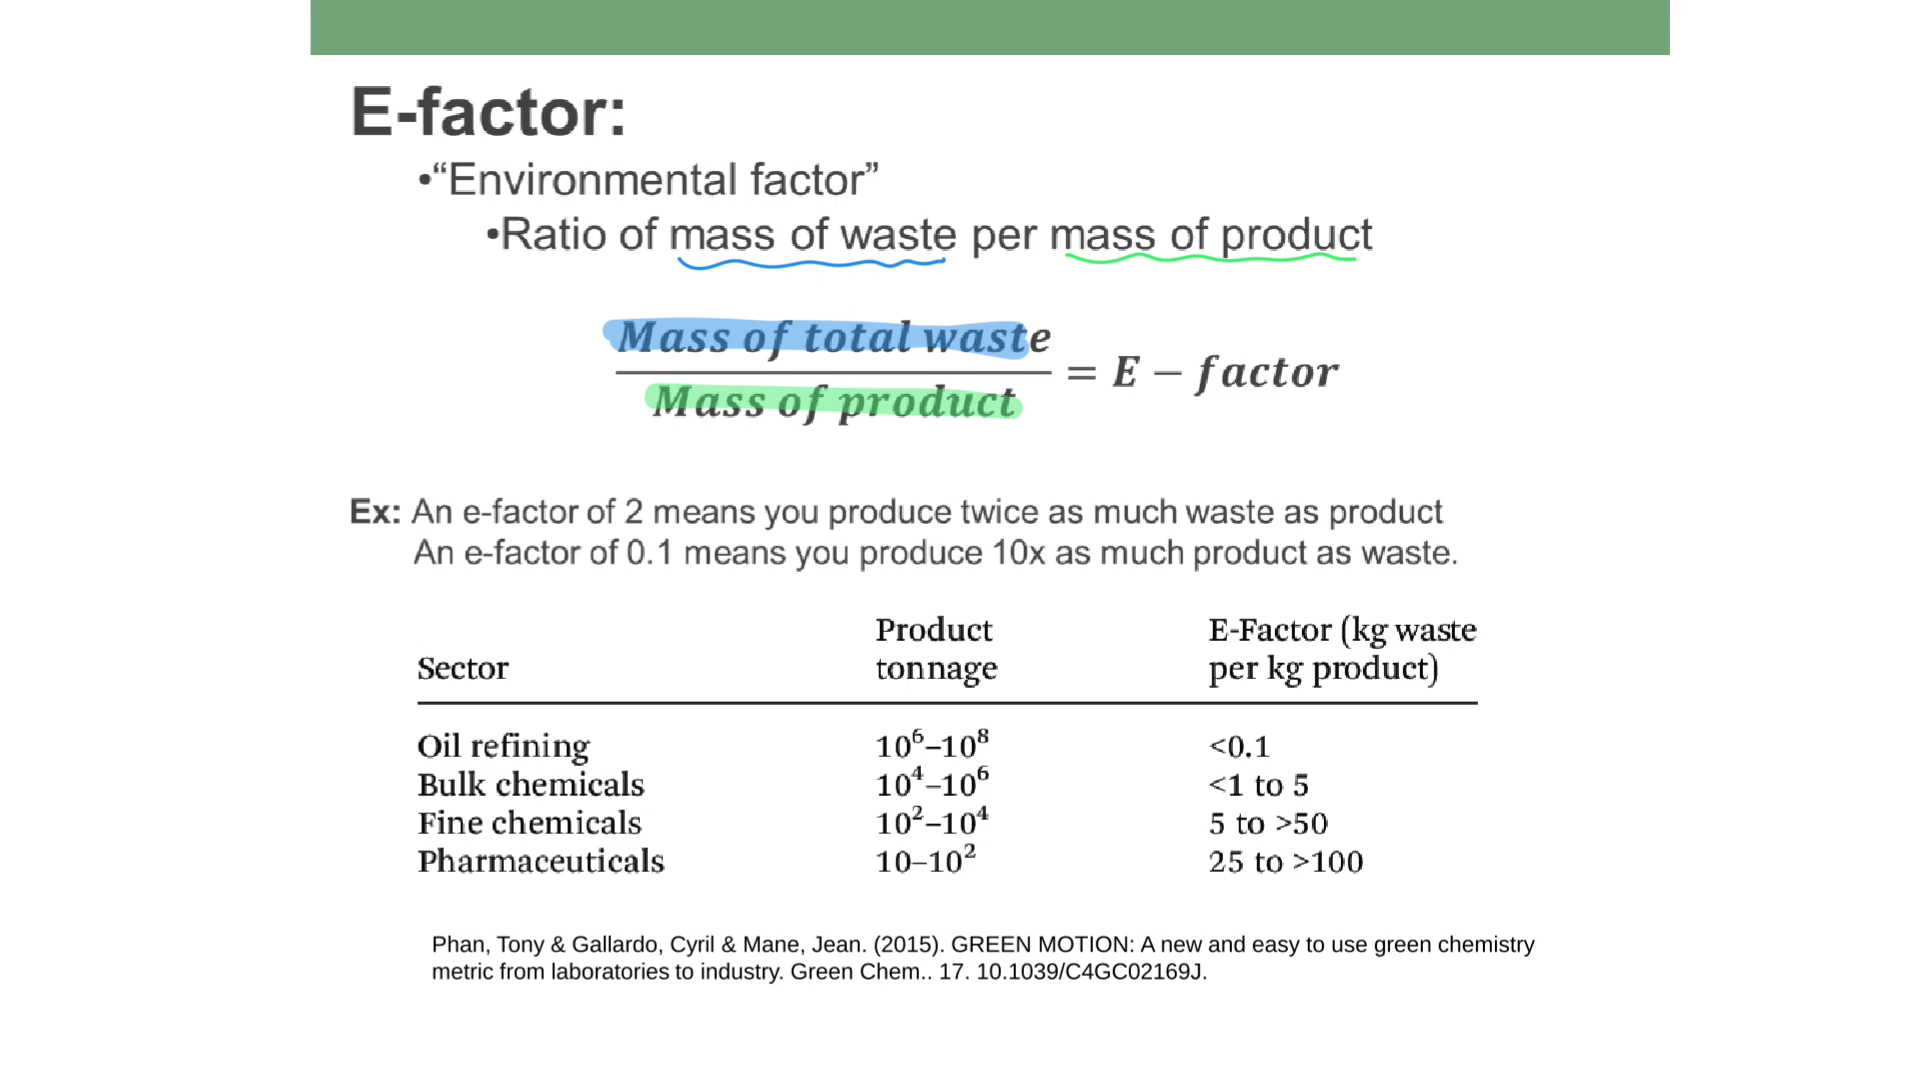 E-factor:
•“Environmental factor”
•Ratio of mass of waste per mass of product
Mass of total waste
= E − factor
Mass of product
Ex: An e-factor of 2 means you produce twice as much waste as product
An e-factor of 0.1 means you produce 10x as much product as waste.
Product E-Factor (kg waste
Sector tonnage per kg product)
Oil refining 10⁶–10⁸ <0.1
Bulk chemicals 10⁴–10⁶ <1 to 5
Fine chemicals 10²–10⁴ 5 to >50
Pharmaceuticals 10–10² 25 to >100
Phan, Tony & Gallardo, Cyril & Mane, Jean. (2015). GREEN MOTION: A new and easy to use green chemistry
metric from laboratories to industry. Green Chem.. 17. 10.1039/C4GC02169J.